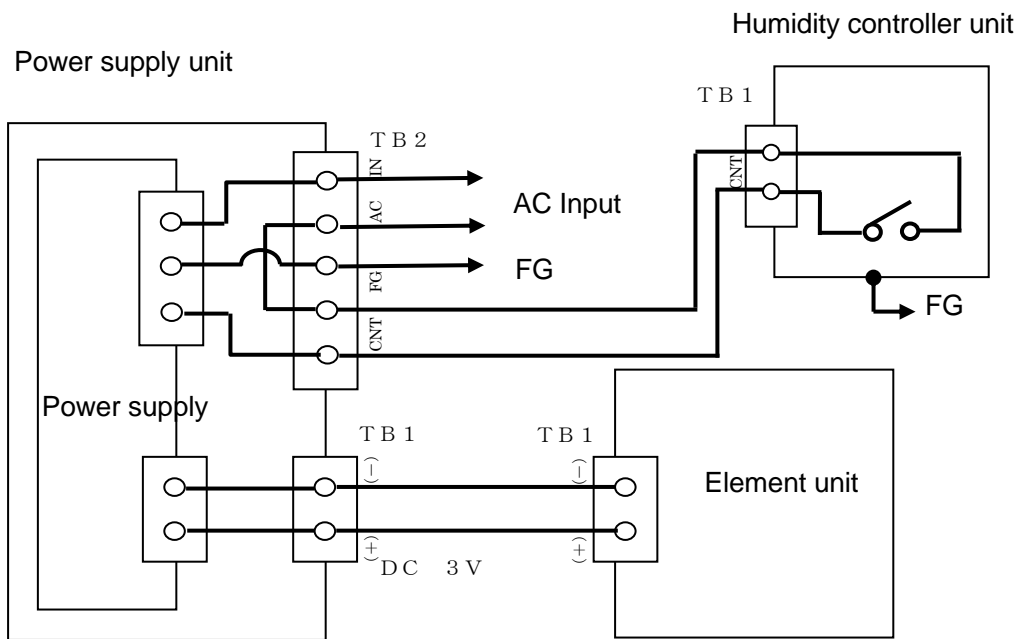 Humidity controller unit
Power supply unit
ＴＢ１
ＴＢ２
IN
AC
AC Input
CNT
FG
FG
FG
CNT
Power supply
ＴＢ１
ＴＢ１
(−)
(−)
Element unit
(+)
(+)
ＤＣ　３Ｖ